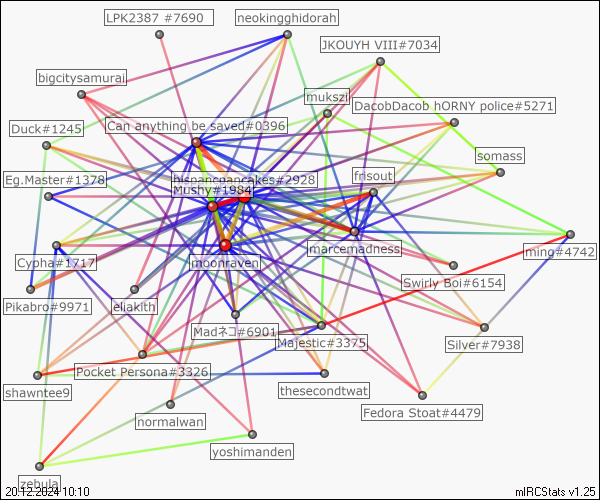 LPK2387 #7690
neokingghidorah
JKOUYH VIII#7034
bigcitysamurai
mukszi
DacobDacob hORNY police#5271
Duck#1245
Can anything be saved#0396
somass
Eg.Master#1378
hispanicpancakes#2928
frisout
Mushy#1984
marcemadness
ming#4742
Cypha#1717
moonraven
Swirly Boi#6154
Pikabro#9971
eliakith
Madネコ#6901
Majestic#3375
Silver#7938
Pocket Persona#3326
shawntee9
thesecondtwat
Fedora Stoat#4479
normalwan
yoshimanden
zebula
20.12.2024 10:10
mIRCStats v1.25